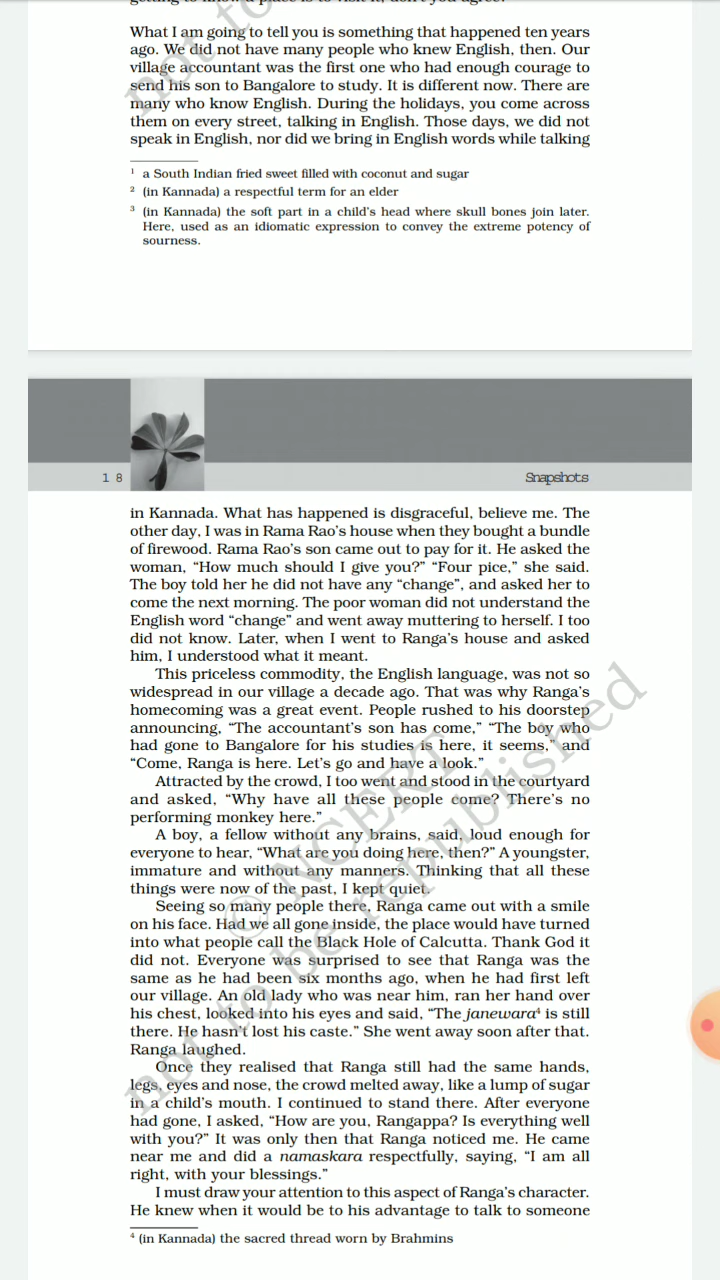 What I am going to tell you is something that happened ten years
ago. We did not have many people who knew English, then. Our
village accountant was the first one who had enough courage to
send his son to Bangalore to study. It is different now. There are
many who know English. During the holidays, you come across
them on every street, talking in English. Those days, we did not
speak in English, nor did we bring in English words while talking
1 a South Indian fried sweet filled with coconut and sugar
2 (in Kannada) a respectful term for an elder
3 (in Kannada) the soft part in a child's head where skull bones join later.
Here, used as an idiomatic expression to convey the extreme potency of
sourness.
18
Snapshots
in Kannada. What has happened is disgraceful, believe me. The
other day, I was in Rama Rao's house when they bought a bundle
of firewood. Rama Rao's son came out to pay for it. He asked the
woman, "How much should I give you?" "Four pice," she said.
The boy told her he did not have any "change", and asked her to
come the next morning. The poor woman did not understand the
English word "change" and went away muttering to herself. I too
did not know. Later, when I went to Ranga's house and asked
him, I understood what it meant.
This priceless commodity, the English language, was not so
widespread in our village a decade ago. That was why Ranga's
homecoming was a great event. People rushed to his doorstep
announcing, "The accountant's son has come," "The boy who
had gone to Bangalore for his studies is here, it seems," and
"Come, Ranga is here. Let's go and have a look."
Attracted by the crowd, I too went and stood in the courtyard
and asked, "Why have all these people come? There's no
performing monkey here."
A boy, a fellow without any brains, said, loud enough for
everyone to hear, "What are you doing here, then?" A youngster,
immature and without any manners. Thinking that all these
things were now of the past, I kept quiet.
Seeing so many people there, Ranga came out with a smile
on his face. Had we all gone inside, the place would have turned
into what people call the Black Hole of Calcutta. Thank God it
did not. Everyone was surprised to see that Ranga was the
same as he had been six months ago, when he had first left
our village. An old lady who was near him, ran her hand over
his chest, looked into his eyes and said, "The janewara4 is still
there. He hasn't lost his caste." She went away soon after that.
Ranga laughed.
Once they realised that Ranga still had the same hands,
legs, eyes and nose, the crowd melted away, like a lump of sugar
in a child's mouth. I continued to stand there. After everyone
had gone, I asked, "How are you, Rangappa? Is everything well
with you?" It was only then that Ranga noticed me. He came
near me and did a namaskara respectfully, saying, "I am all
right, with your blessings."
I must draw your attention to this aspect of Ranga's character.
He knew when it would be to his advantage to talk to someone
4 (in Kannada) the sacred thread worn by Brahmins
© NCERT
not to be republished
not to